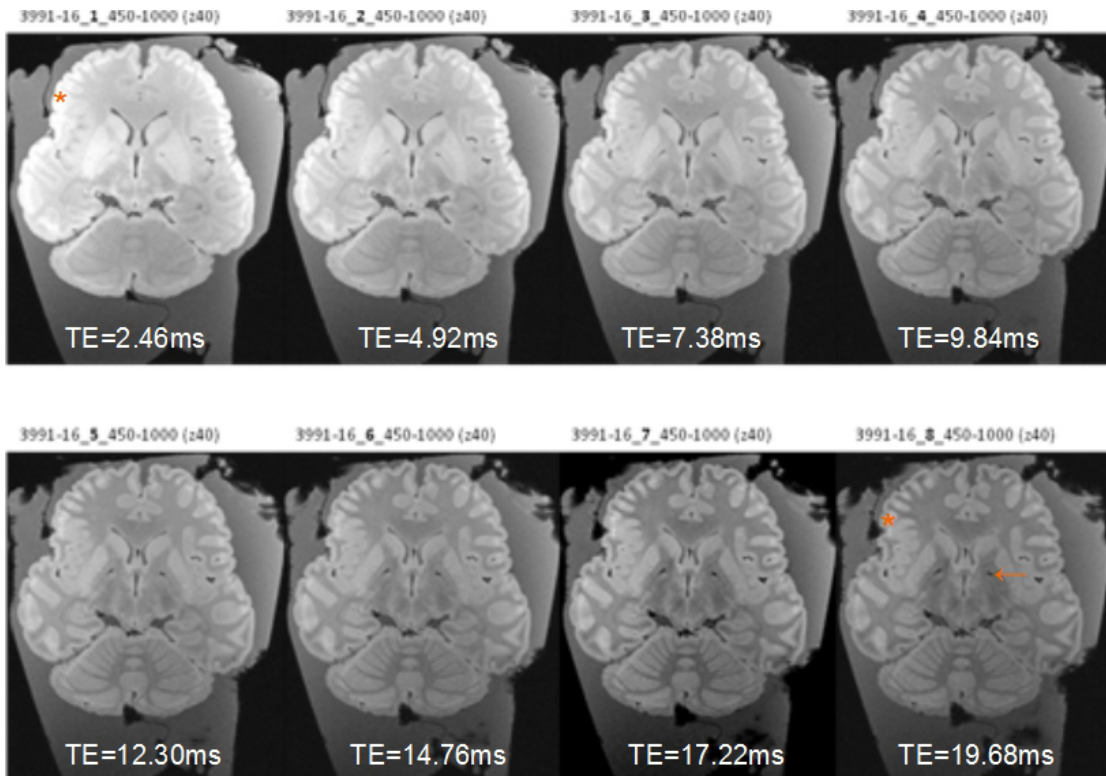 3991-16_1_450-1000 (z40)
3991-16_2_450-1000 (z40)
3991-16_3_450-1000 (z40)
3991-16_4_450-1000 (z40)
*
TE=2.46ms
TE=4.92ms
TE=7.38ms
TE=9.84ms
3991-16_5_450-1000 (z40)
3991-16_6_450-1000 (z40)
3991-16_7_450-1000 (z40)
3991-16_8_450-1000 (z40)
*
TE=12.30ms
TE=14.76ms
TE=17.22ms
TE=19.68ms